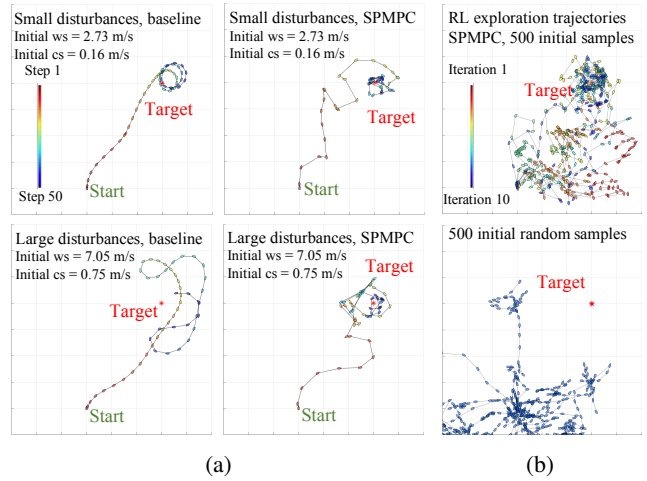 Small disturbances, baseline
Initial ws = 2.73 m/s
Initial cs = 0.16 m/s
Step 1
Target
Step 50
Start
Small disturbances, SPMPC
Initial ws = 2.73 m/s
Initial cs = 0.16 m/s
Target
Start
RL exploration trajectories
SPMPC, 500 initial samples
Iteration 1
Target
Iteration 10
Large disturbances, baseline
Initial ws = 7.05 m/s
Initial cs = 0.75 m/s
Target
Start
Large disturbances, SPMPC
Initial ws = 7.05 m/s
Initial cs = 0.75 m/s
Target
Start
500 initial random samples
Target
(a)
(b)